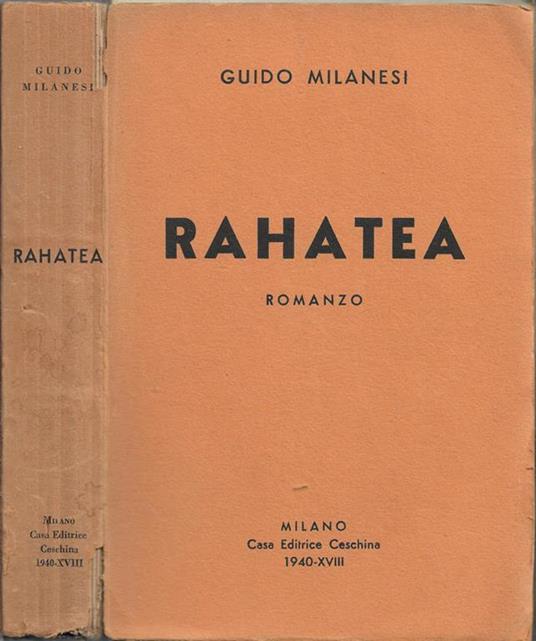 GUIDO
MILANESI
RAHATEA
MILANO
Casa Editrice
Ceschina
1940-XVIII
GUIDO MILANESI
RAHATEA
ROMANZO
MILANO
Casa Editrice Ceschina
1940-XVIII